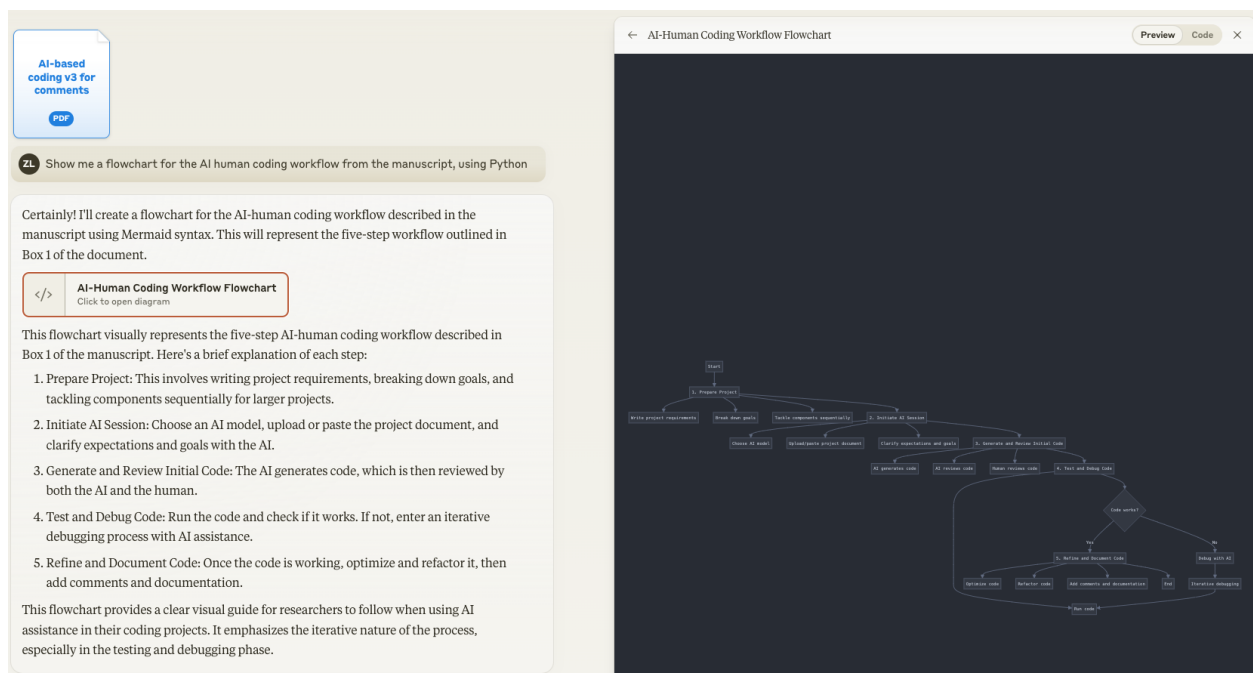 AI-based
coding v3 for
comments
PDF
ZL Show me a flowchart for the AI human coding workflow from the manuscript, using Python
Certainly! I'll create a flowchart for the AI-human coding workflow described in the
manuscript using Mermaid syntax. This will represent the five-step workflow outlined in
Box 1 of the document.
</> AI-Human Coding Workflow Flowchart
Click to open diagram
This flowchart visually represents the five-step AI-human coding workflow described in
Box 1 of the manuscript. Here's a brief explanation of each step:
1. Prepare Project: This involves writing project requirements, breaking down goals, and
tackling components sequentially for larger projects.
2. Initiate AI Session: Choose an AI model, upload or paste the project document, and
clarify expectations and goals with the AI.
3. Generate and Review Initial Code: The AI generates code, which is then reviewed by
both the AI and the human.
4. Test and Debug Code: Run the code and check if it works. If not, enter an iterative
debugging process with AI assistance.
5. Refine and Document Code: Once the code is working, optimize and refactor it, then
add comments and documentation.
This flowchart provides a clear visual guide for researchers to follow when using AI
assistance in their coding projects. It emphasizes the iterative nature of the process,
especially in the testing and debugging phase.
AI-Human Coding Workflow Flowchart
Preview Code
Start
1. Prepare Project
Write project requirements Break down goals Tackle components sequentially 2. Initiate AI Session
Choose AI model Upload/paste project document Clarify expectations and goals 3. Generate and Review Initial Code
AI generates code AI reviews code Human reviews code 4. Test and Debug Code
Code works?
Yes No
5. Refine and Document Code Debug with AI
Optimize code Refactor code Add comments and documentation End Iterative debugging
Run code